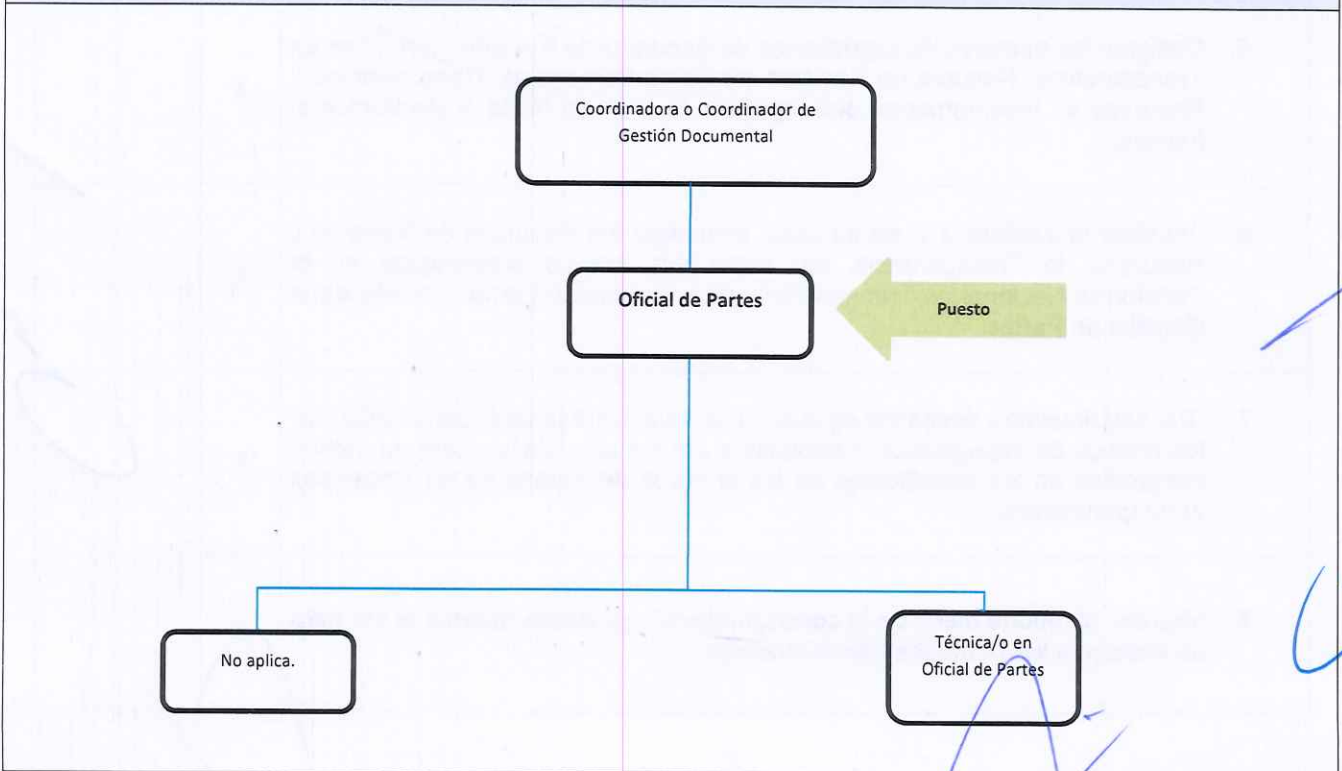 Coordinadora o Coordinador de
Gestión Documental
Oficial de Partes
Puesto
No aplica.
Técnica/o en
Oficial de Partes